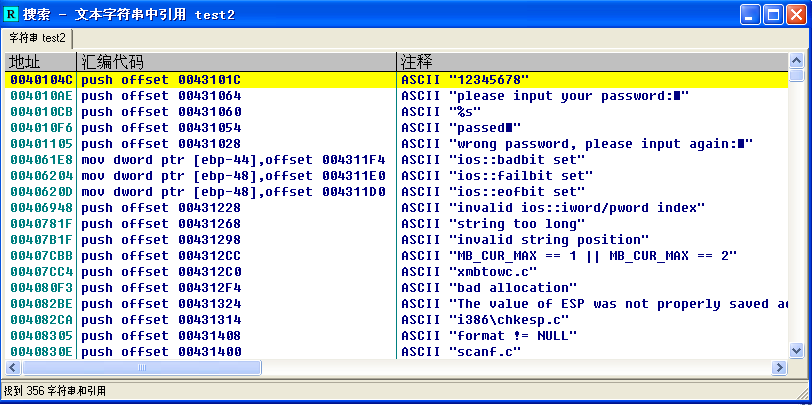 R 搜索 - 文本字符串中引用 test2
字符串 test2
地址 汇编代码 注释
0040104C push offset 0043101C ASCII "12345678"
004010AE push offset 00431064 ASCII "please input your password:■"
004010CB push offset 00431060 ASCII "%s"
004010F6 push offset 00431054 ASCII "passed■"
00401105 push offset 00431028 ASCII "wrong password, please input again:■"
004061E8 mov dword ptr [ebp-44],offset 004311F4 ASCII "ios::badbit set"
00406204 mov dword ptr [ebp-48],offset 004311E0 ASCII "ios::failbit set"
0040620D mov dword ptr [ebp-48],offset 004311D0 ASCII "ios::eofbit set"
00406948 push offset 00431228 ASCII "invalid ios::iword/pword index"
0040781F push offset 00431268 ASCII "string too long"
00407B1F push offset 00431298 ASCII "invalid string position"
00407CBB push offset 004312CC ASCII "MB_CUR_MAX == 1 || MB_CUR_MAX == 2"
00407CC4 push offset 004312C0 ASCII "xmbtowc.c"
004080F3 push offset 004312F4 ASCII "bad allocation"
004082BE push offset 00431324 ASCII "The value of ESP was not properly saved a
004082CA push offset 00431314 ASCII "i386\chkesp.c"
00408305 push offset 00431408 ASCII "format != NULL"
0040830E push offset 00431400 ASCII "scanf.c"
找到 356 字符串和引用